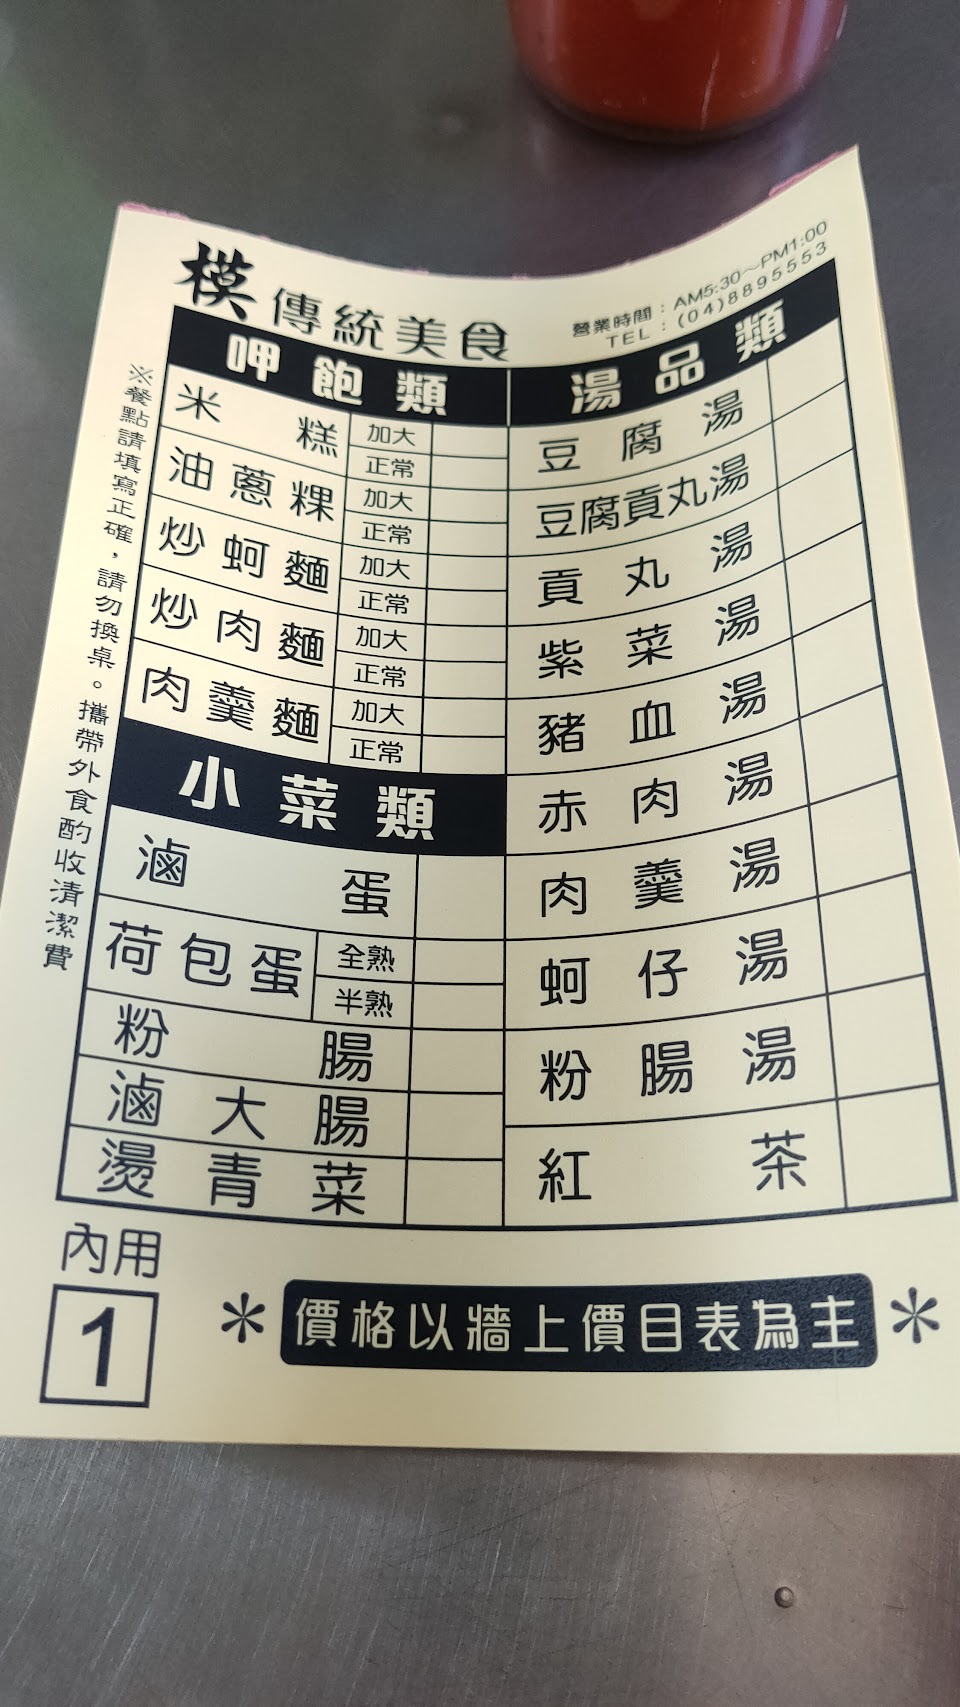 模傳統美食
營業時間：AM5:30～PM1:00
TEL：(04)8895553
※餐點請填寫正確，請勿換桌。攜帶外食酌收清潔費
呷飽類
米糕 加大
正常
油蔥粿 加大
正常
炒蚵麵 加大
正常
炒肉麵 加大
正常
肉羹麵 加大
正常
小菜類
滷蛋
荷包蛋 全熟
半熟
粉腸
滷大腸
燙青菜
湯品類
豆腐湯
豆腐貢丸湯
貢丸湯
紫菜湯
豬血湯
赤肉湯
肉羹湯
蚵仔湯
粉腸湯
紅茶
內用
1
＊價格以牆上價目表為主＊